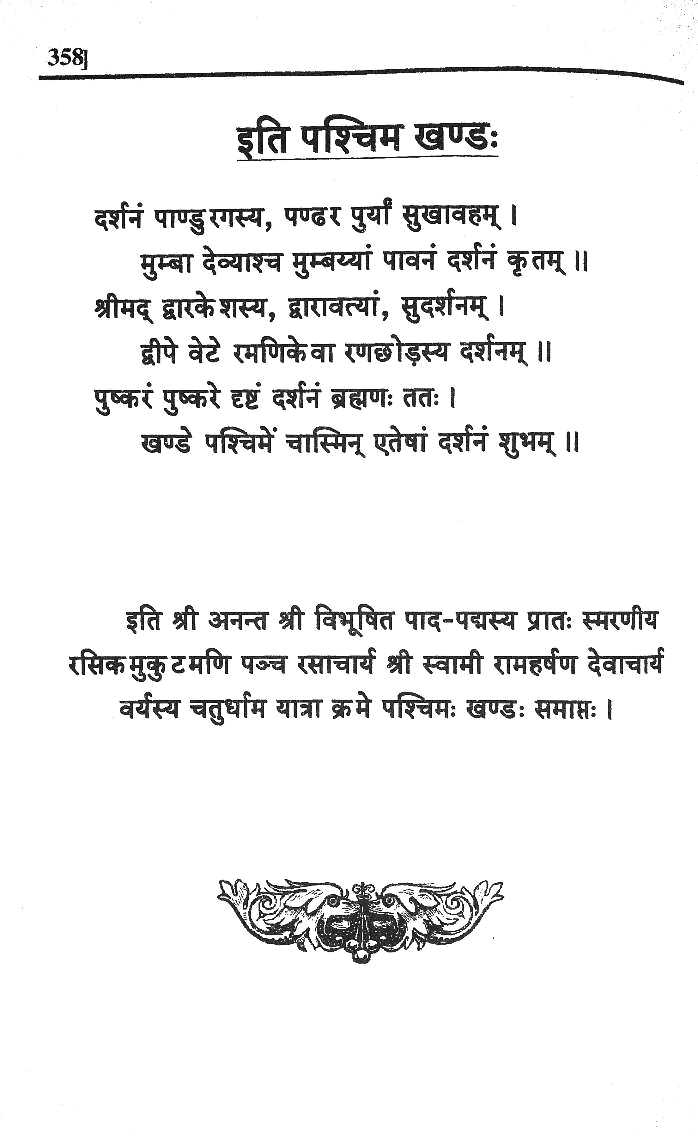 358]
इति पश्चिम खण्डः
दर्शनं पाण्डुरगस्य, पण्ढर पुर्यां सुखावहम् ।
मुम्बा देव्याश्च मुम्बय्यां पावनं दर्शनं कृतम् ॥
श्रीमद् द्वारकेशस्य, द्वारावत्यां, सुदर्शनम् ।
द्वीपे वेटे रमणिकेवा रणछोड़स्य दर्शनम् ॥
पुष्करं पुष्करे दृष्टं दर्शनं ब्रह्मणः ततः ।
खण्डे पश्चिमें चास्मिन् एतेषां दर्शनं शुभम् ॥
इति श्री अनन्त श्री विभूषित पाद-पद्मस्य प्रातः स्मरणीय
रसिकमुकुटमणि पञ्च रसाचार्य श्री स्वामी रामहर्षण देवाचार्य
वर्यस्य चतुर्धाम यात्रा क्रमे पश्चिमः खण्डः समाप्तः ।